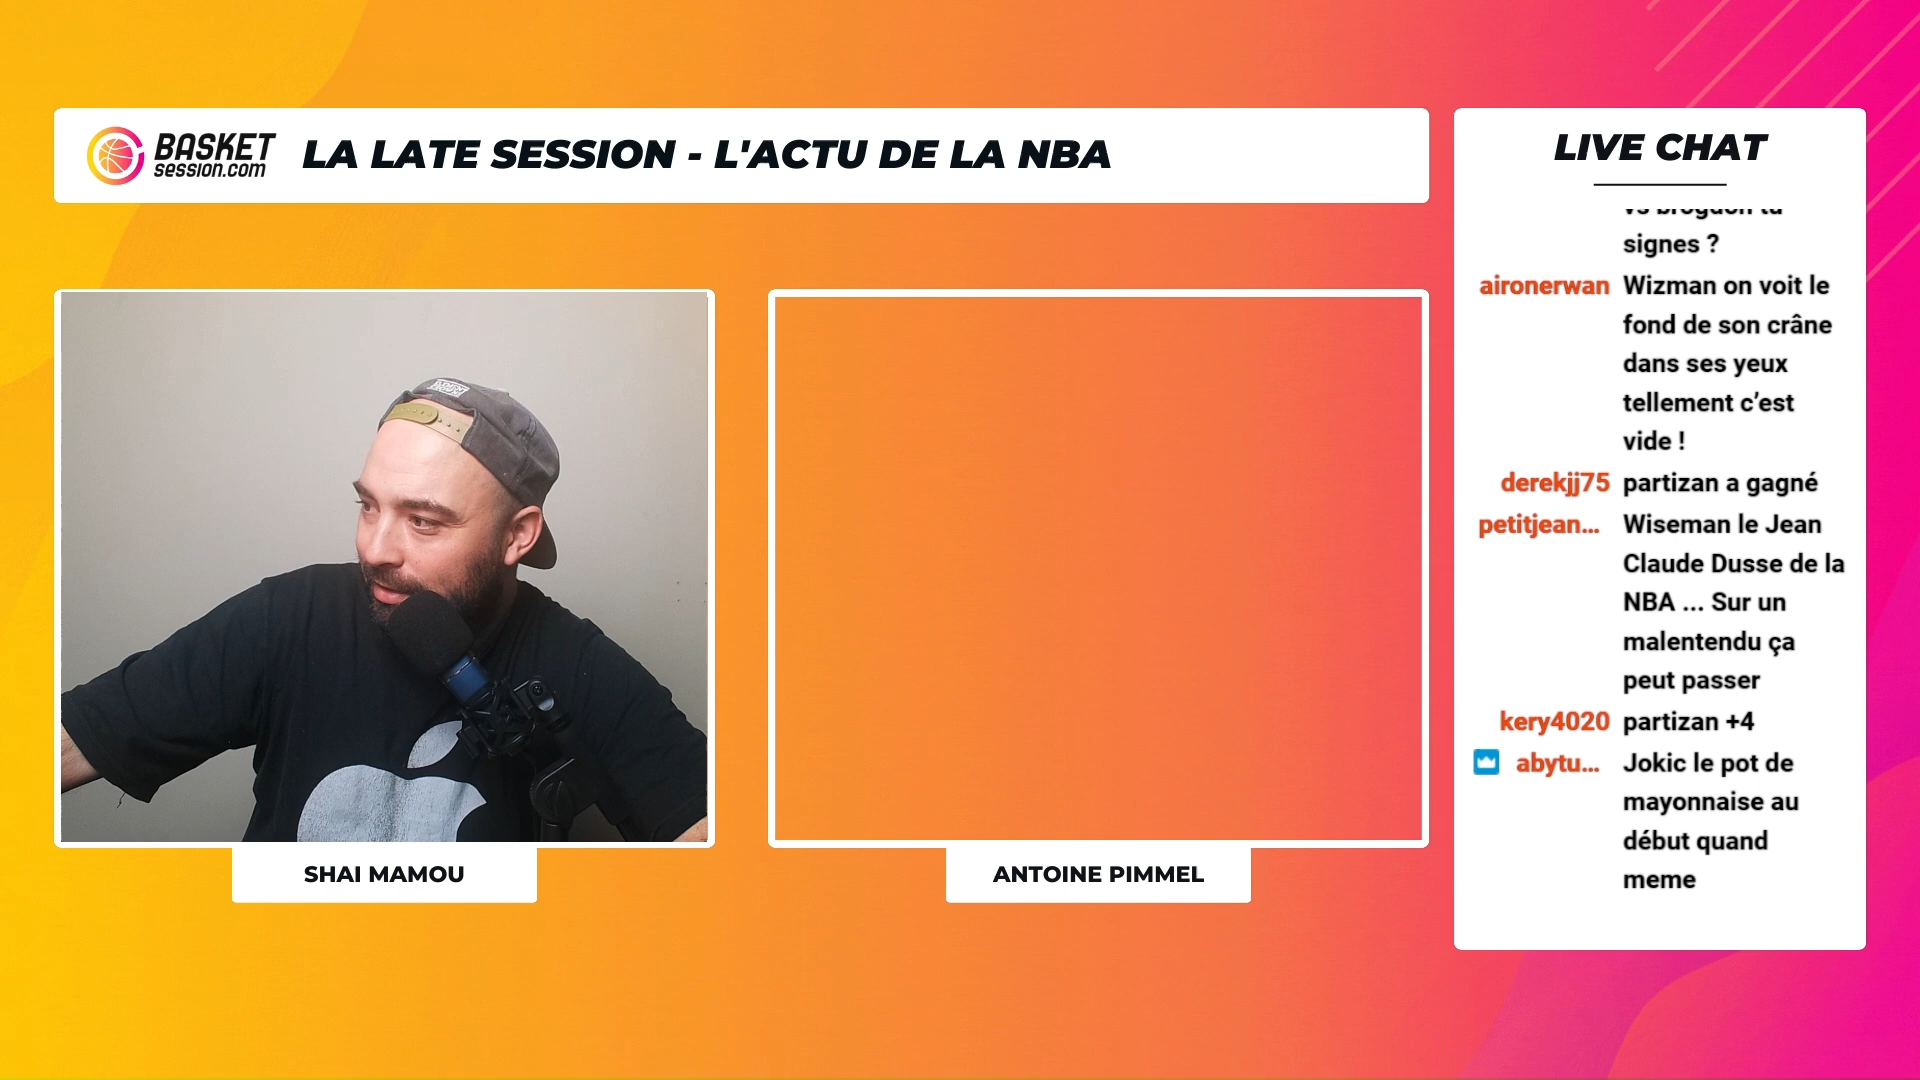 BASKET
SESSION.COM
LA LATE SESSION - L'ACTU DE LA NBA
SHAI MAMOU
ANTOINE PIMMEL
LIVE CHAT
vs brogdon tu
signes ?
aironerwan Wizman on voit le
fond de son crâne
dans ses yeux
tellement c’est
vide !
derekjj75 partizan a gagné
petitjean... Wiseman le Jean
Claude Dusse de la
NBA ... Sur un
malentendu ça
peut passer
kery4020 partizan +4
abytu... Jokic le pot de
mayonnaise au
début quand
meme